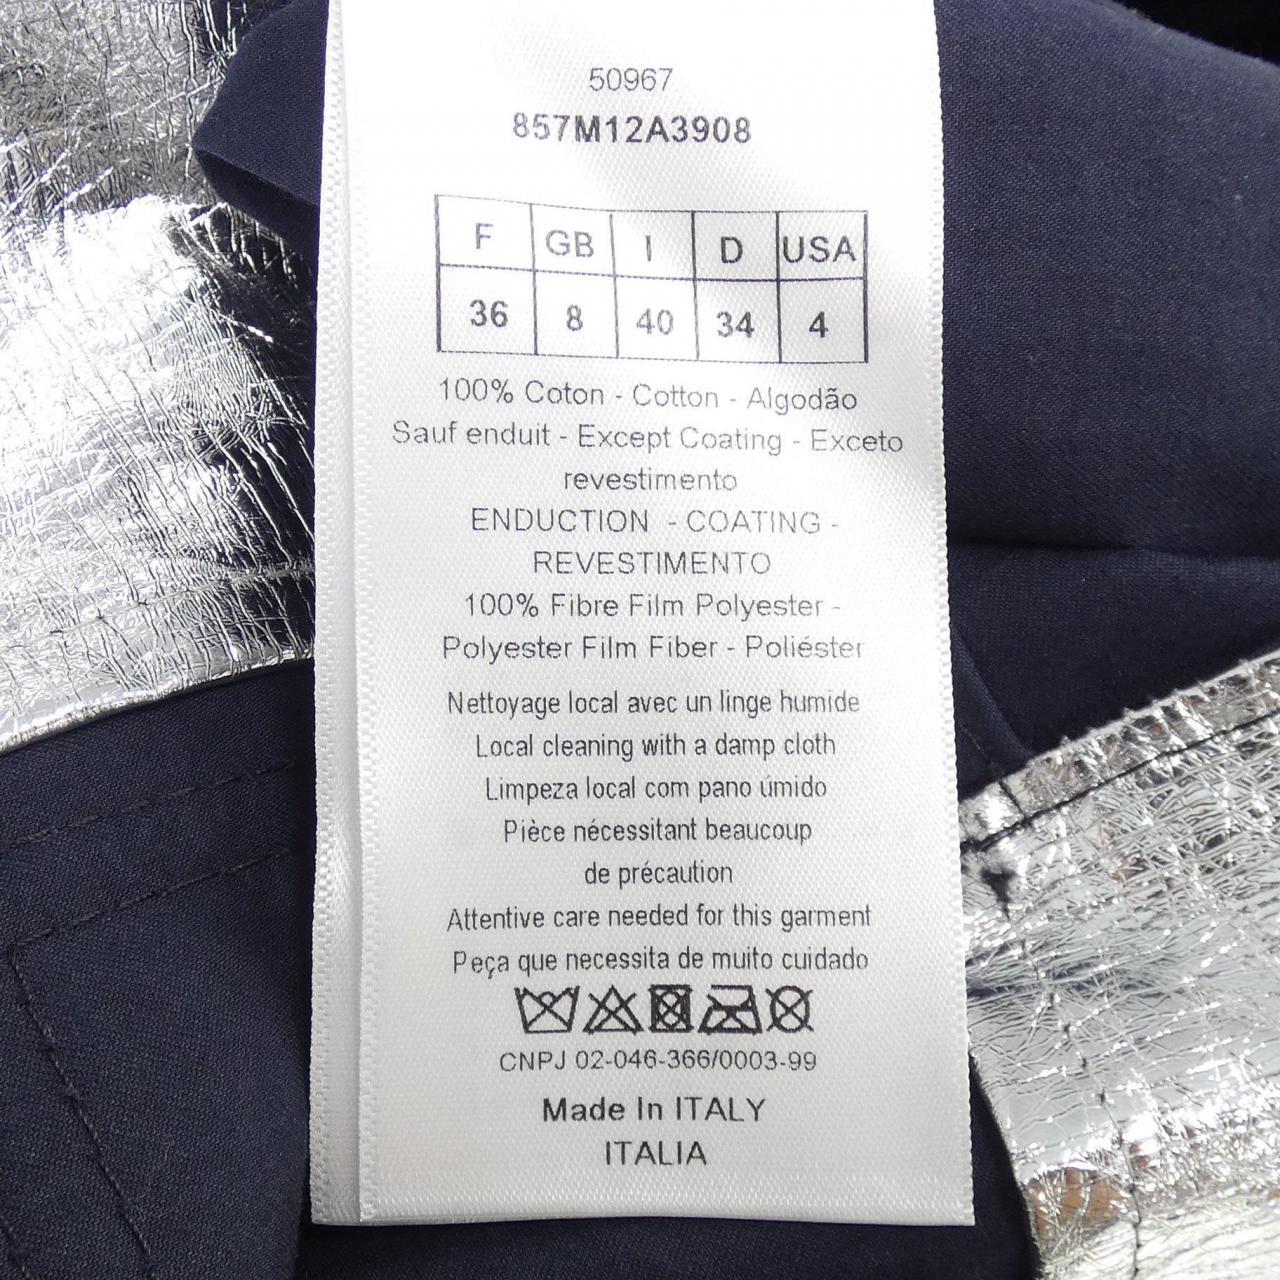 50967
857M12A3908
F GB I D USA
36 8 40 34 4
100% Coton - Cotton - Algodão
Sauf enduit - Except Coating - Exceto
revestimento
ENDUCTION - COATING -
REVESTIMENTO
100% Fibre Film Polyester -
Polyester Film Fiber - Poliéster
Nettoyage local avec un linge humide
Local cleaning with a damp cloth
Limpeza local com pano úmido
Pièce nécessitant beaucoup
de précaution
Attentive care needed for this garment
Peça que necessita de muito cuidado
CNPJ 02-046-366/0003-99
Made In ITALY
ITALIA